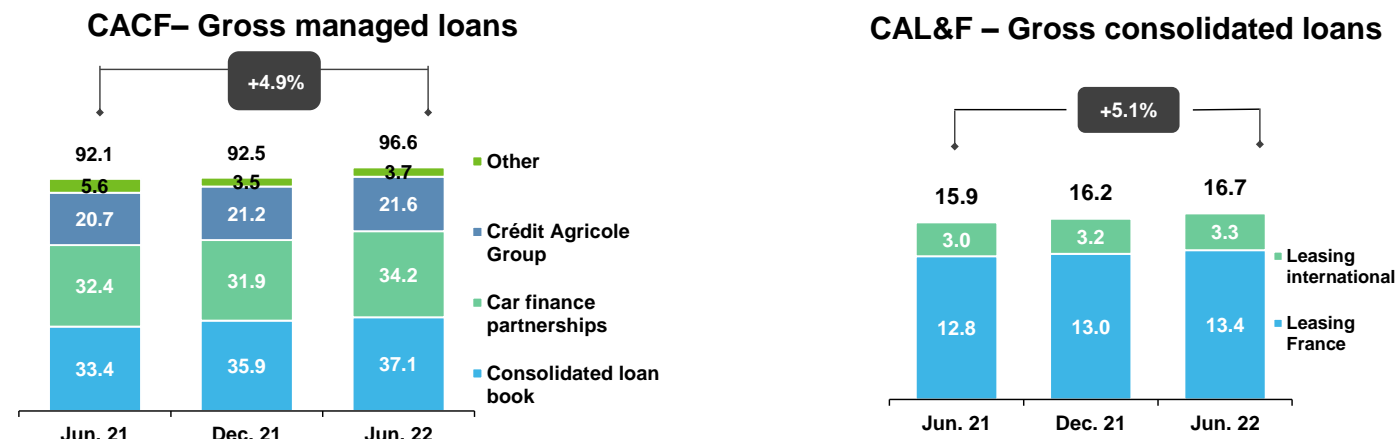 CACF– Gross managed loans
+4.9%
92.1
92.5
96.6
5.6
3.5
3.7
20.7
21.2
21.6
32.4
31.9
34.2
33.4
35.9
37.1
Jun. 21
Dec. 21
Jun. 22
Other
Crédit Agricole
Group
Car finance
partnerships
Consolidated loan
book
CAL&F – Gross consolidated loans
+5.1%
15.9
16.2
16.7
3.0
3.2
3.3
12.8
13.0
13.4
Jun. 21
Dec. 21
Jun. 22
Leasing
international
Leasing
France